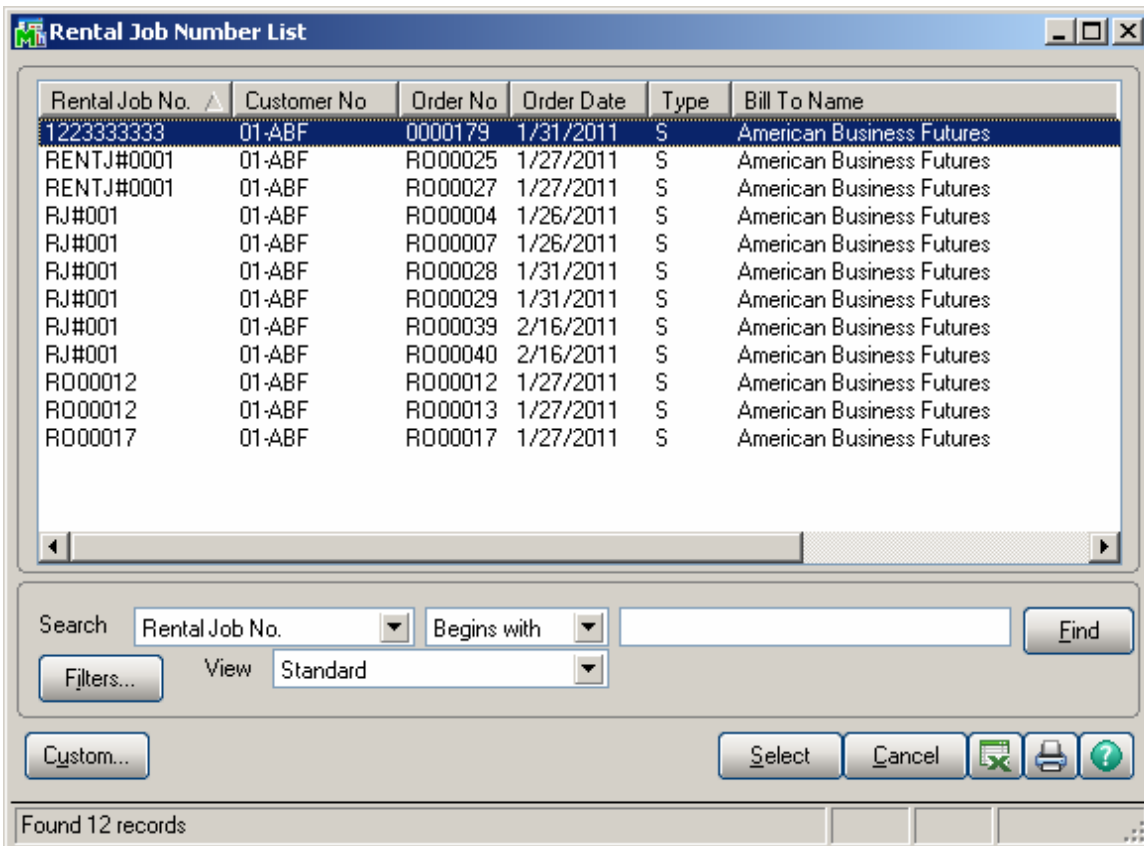 Rental Job Number List
Rental Job No. Customer No Order No Order Date Type Bill To Name
1223333333 01-ABF 0000179 1/31/2011 S American Business Futures
RENTJ#0001 01-ABF RO00025 1/27/2011 S American Business Futures
RENTJ#0001 01-ABF RO00027 1/27/2011 S American Business Futures
RJ#001 01-ABF RO00004 1/26/2011 S American Business Futures
RJ#001 01-ABF RO00007 1/26/2011 S American Business Futures
RJ#001 01-ABF RO00028 1/31/2011 S American Business Futures
RJ#001 01-ABF RO00029 1/31/2011 S American Business Futures
RJ#001 01-ABF RO00039 2/16/2011 S American Business Futures
RJ#001 01-ABF RO00040 2/16/2011 S American Business Futures
RO00012 01-ABF RO00012 1/27/2011 S American Business Futures
RO00012 01-ABF RO00013 1/27/2011 S American Business Futures
RO00017 01-ABF RO00017 1/27/2011 S American Business Futures
Search Rental Job No. Begins with Find
Filters... View Standard
Custom... Select Cancel
Found 12 records